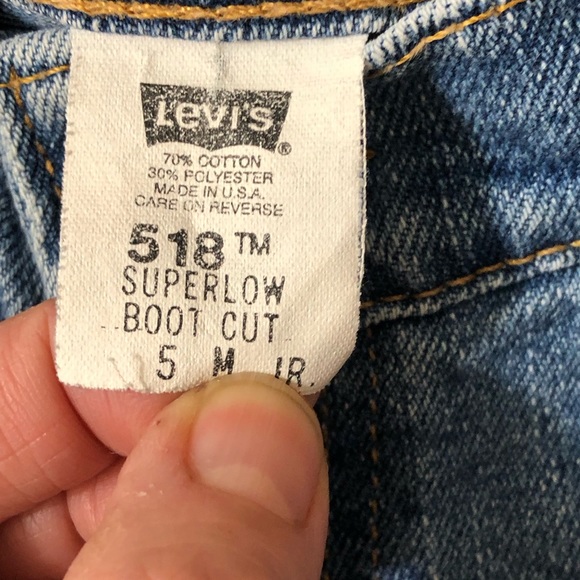 Levi's ®
70% COTTON
30% POLYESTER
MADE IN U.S.A.
CARE ON REVERSE
518™
SUPERLOW
BOOT CUT
5 M JR.